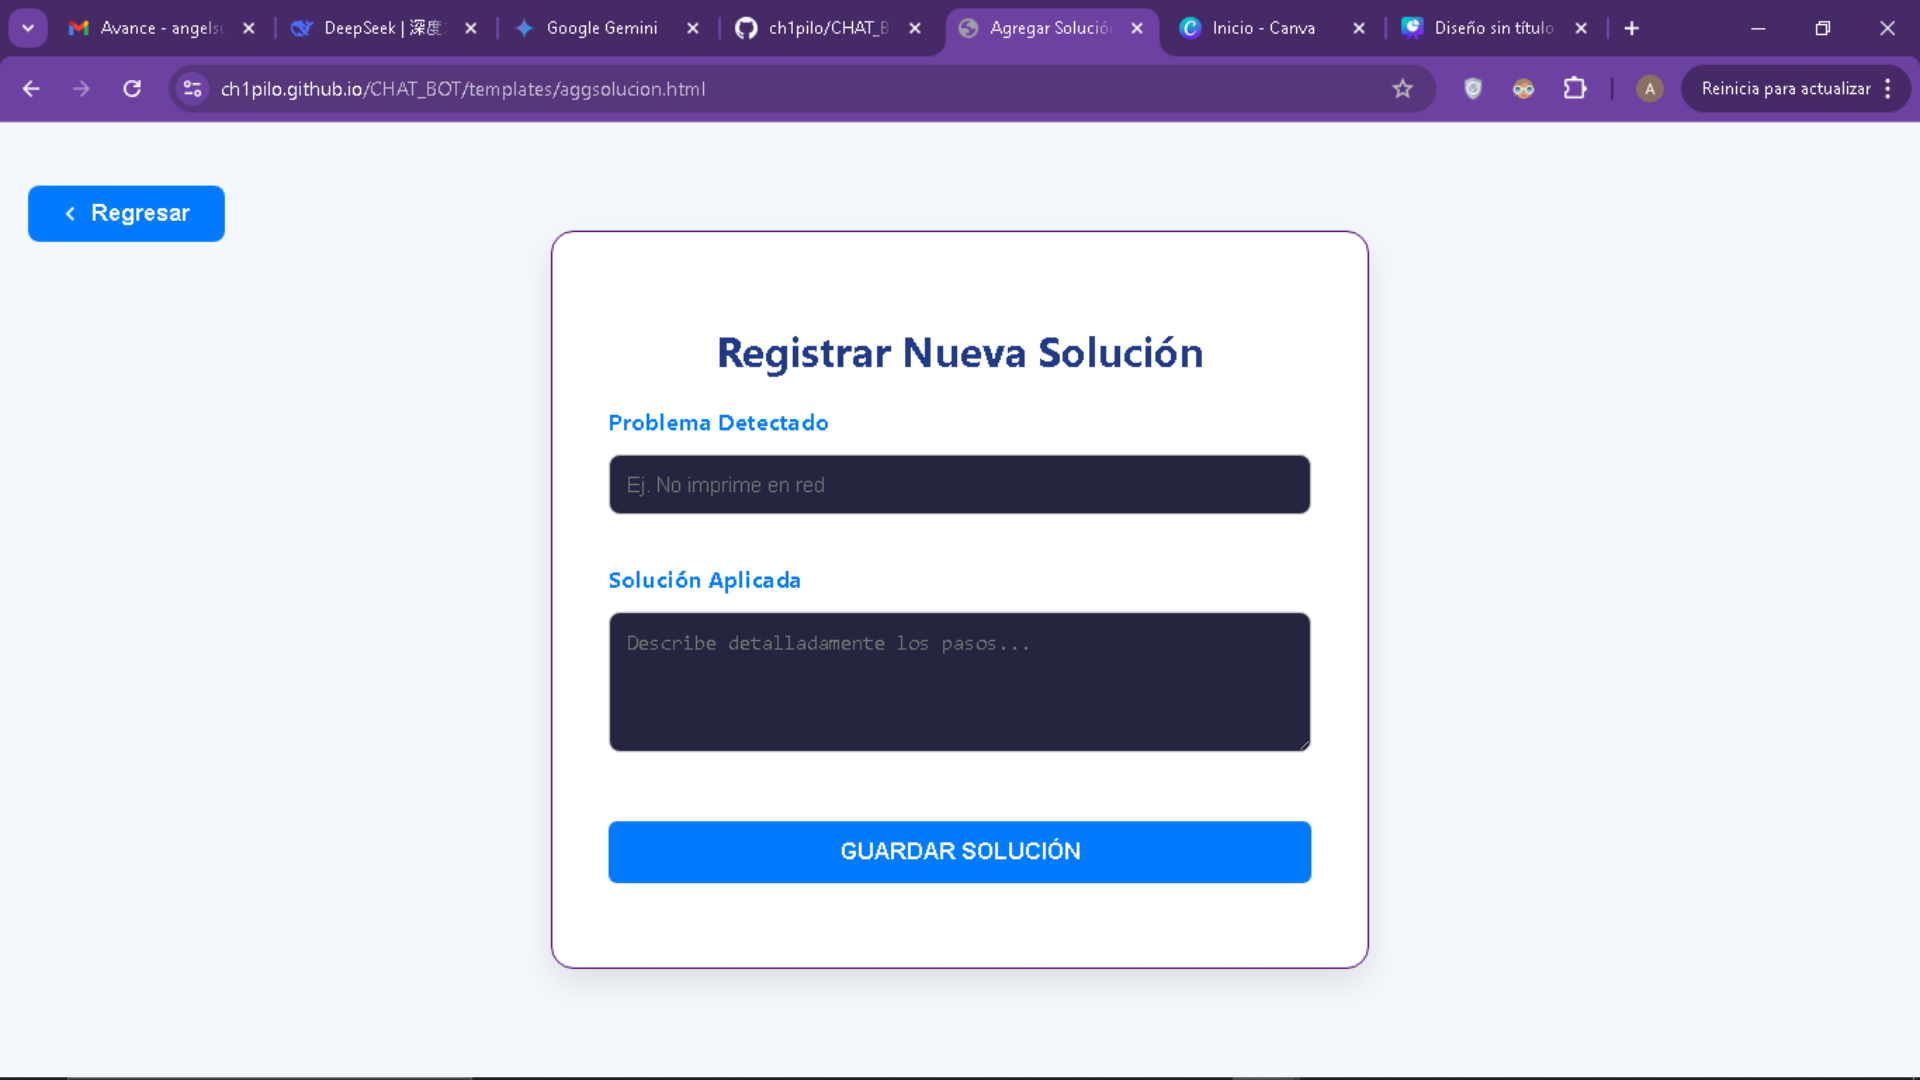 Avance - angels
DeepSeek | 深度
Google Gemini
ch1pilo/CHAT_B
Agregar Solución
Inicio - Canva
Diseño sin título
ch1pilo.github.io/CHAT_BOT/templates/aggsolucion.html
A
Reinicia para actualizar
Regresar
Registrar Nueva Solución
Problema Detectado
Ej. No imprime en red
Solución Aplicada
Describe detalladamente los pasos...
GUARDAR SOLUCIÓN